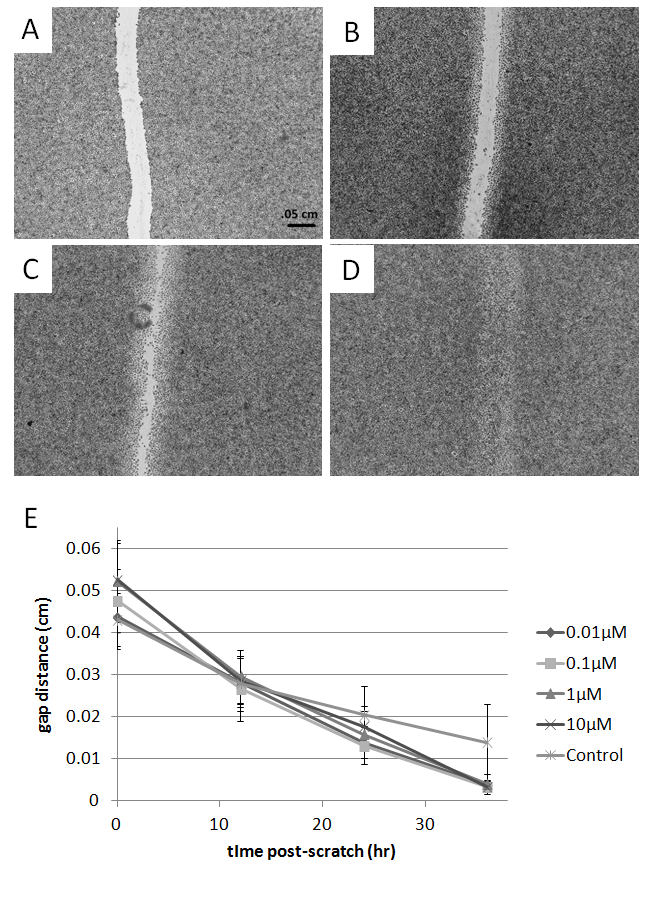 A
B
.05 cm
C
D
E
0.06
0.05
0.04
0.03
0.02
0.01
0
gap distance (cm)
0 10 20 30
tIme post-scratch (hr)
0.01µM
0.1µM
1µM
10µM
Control